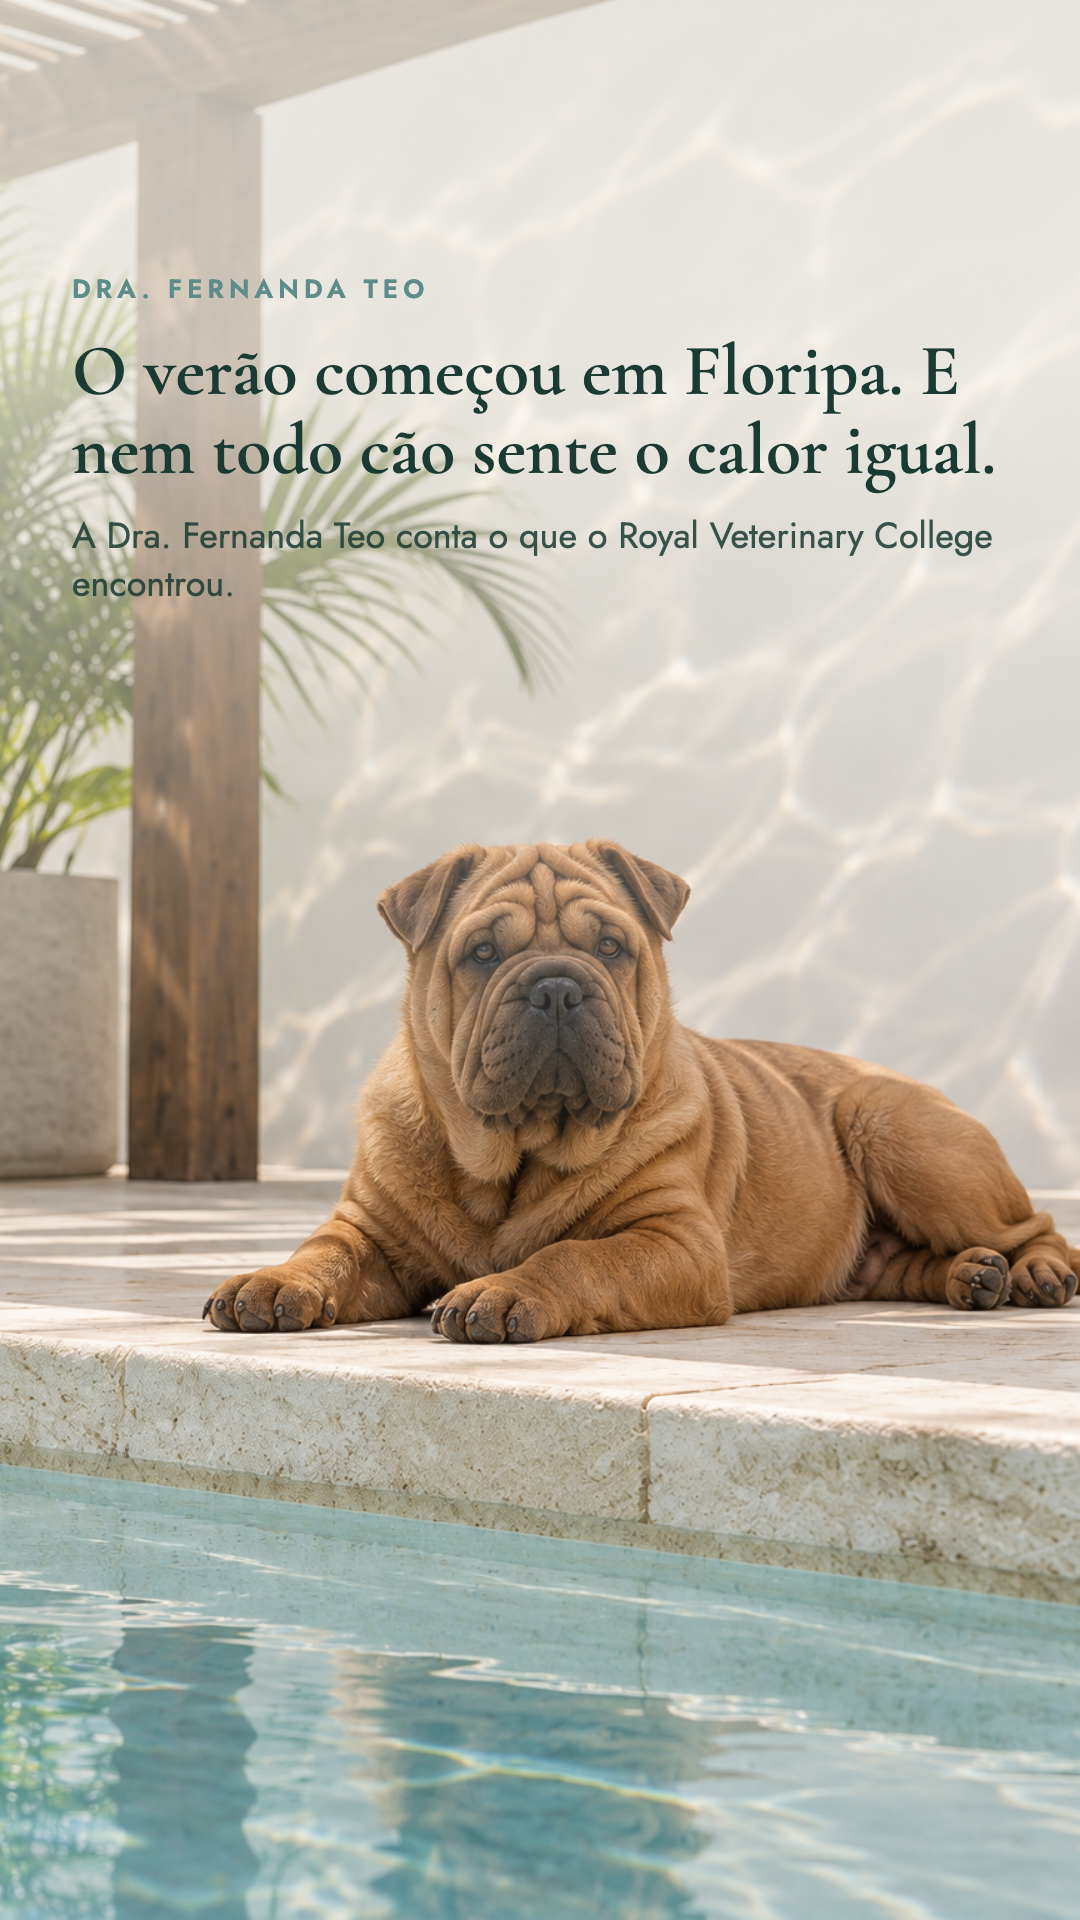 DRA. FERNANDA TEO
O verão começou em Floripa. E
nem todo cão sente o calor igual.
A Dra. Fernanda Teo conta o que o Royal Veterinary College
encontrou.